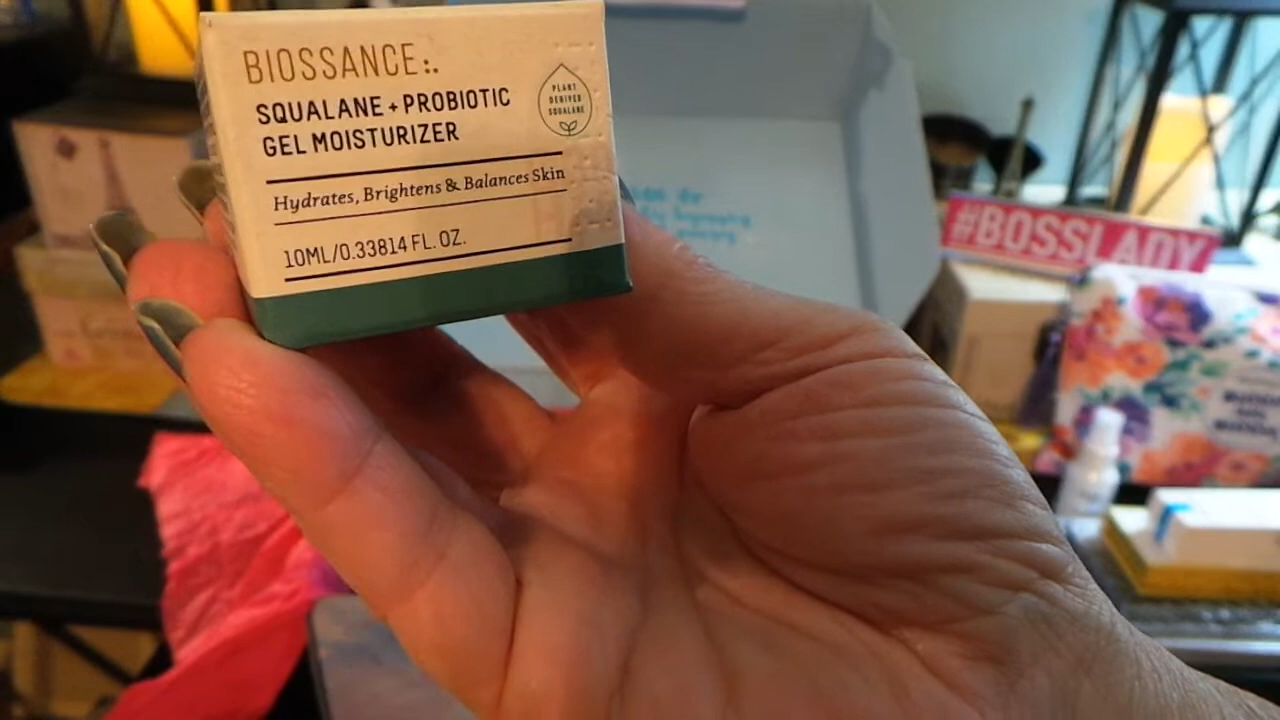 BIOSSANCE:.
SQUALANE + PROBIOTIC
GEL MOISTURIZER
PLANT
DERIVED
SQUALANE
Hydrates, Brightens & Balances Skin
10ML/0.33814 FL. OZ.
#BOSSLADY